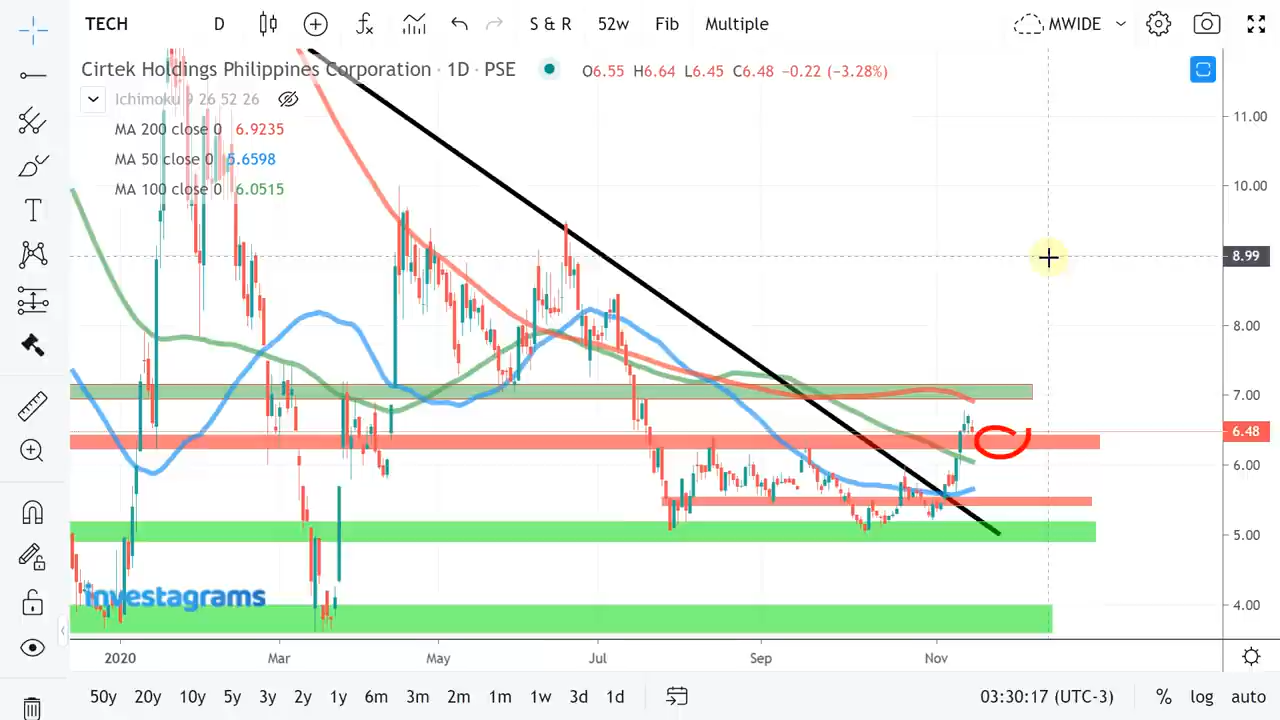 TECH D S & R 52w Fib Multiple MWIDE
Cirtek Holdings Philippines Corporation · 1D · PSE O6.55 H6.64 L6.45 C6.48 −0.22 (−3.28%)
Ichimoku 9 26 52 26
MA 200 close 0 6.9235
MA 50 close 0 5.6598
MA 100 close 0 6.0515
11.00
10.00
8.99
8.00
7.00
6.48
6.00
5.00
4.00
investagrams
2020 Mar May Jul Sep Nov
50y 20y 10y 5y 3y 2y 1y 6m 3m 2m 1m 1w 3d 1d 03:30:17 (UTC-3) % log auto